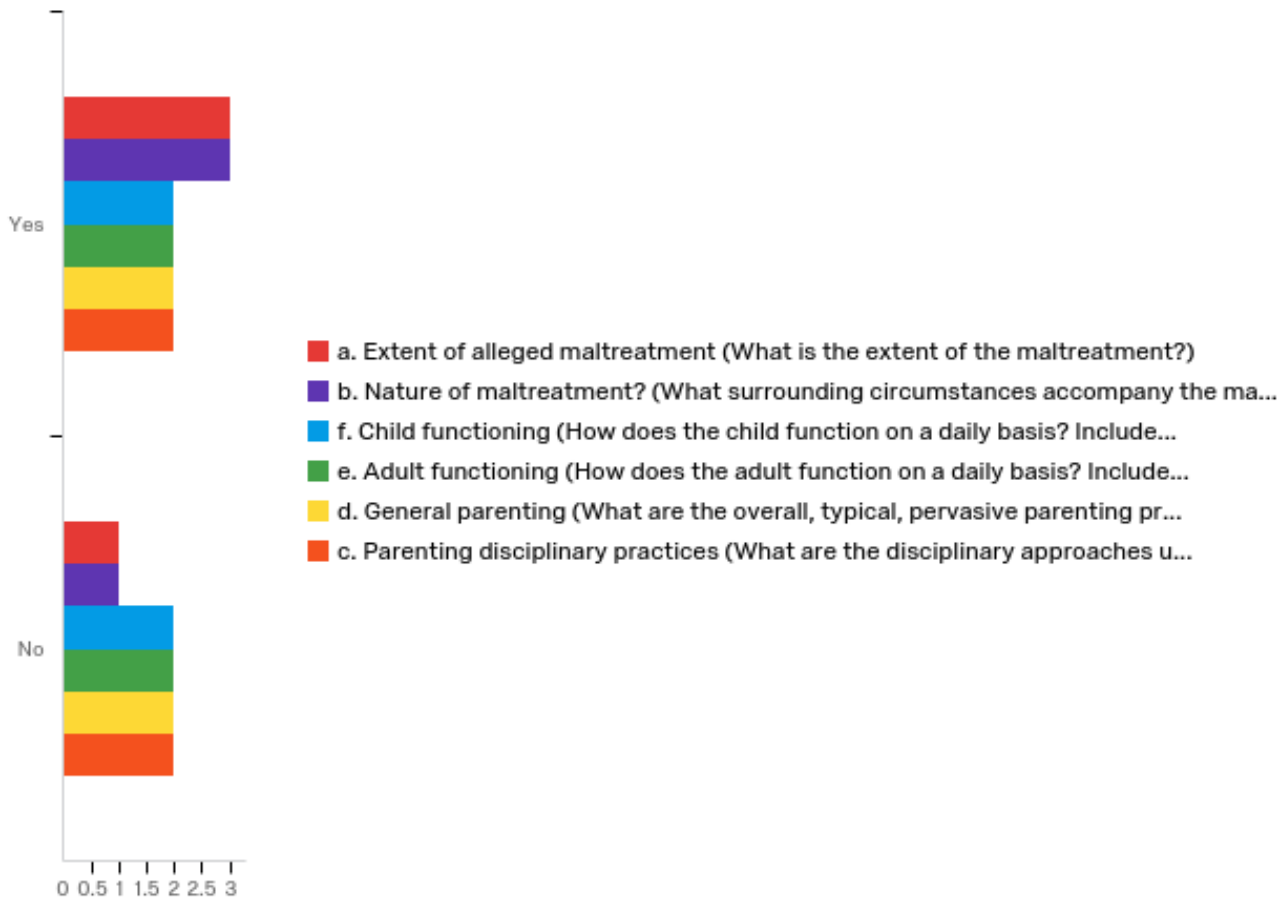 Yes
a. Extent of alleged maltreatment (What is the extent of the maltreatment?)
b. Nature of maltreatment? (What surrounding circumstances accompany the ma...
f. Child functioning (How does the child function on a daily basis? Include...
e. Adult functioning (How does the adult function on a daily basis? Include...
d. General parenting (What are the overall, typical, pervasive parenting pr...
c. Parenting disciplinary practices (What are the disciplinary approaches u...
No
0 0.5 1 1.5 2 2.5 3